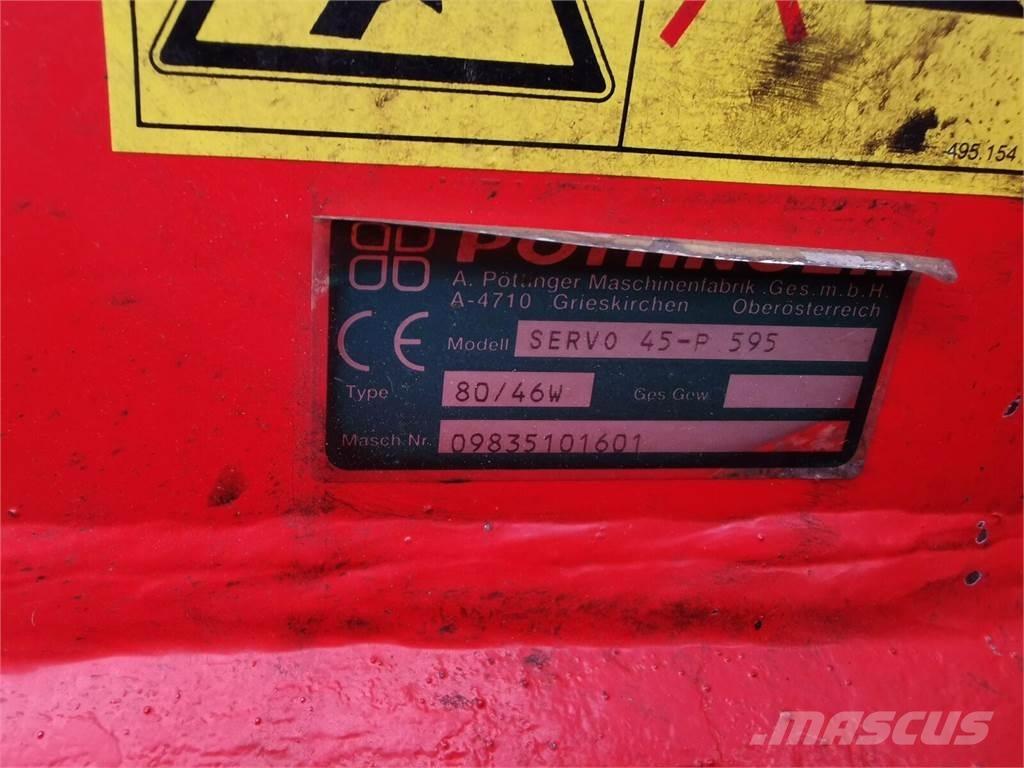 495.154
PÖTTINGER
A. Pöttinger Maschinenfabrik Ges.m.b.H.
A-4710 Grieskirchen Oberösterreich
CE Modell SERVO 45-P 595
Type 80/46W Ges Gew
Masch Nr. 09835101601
MASCUS